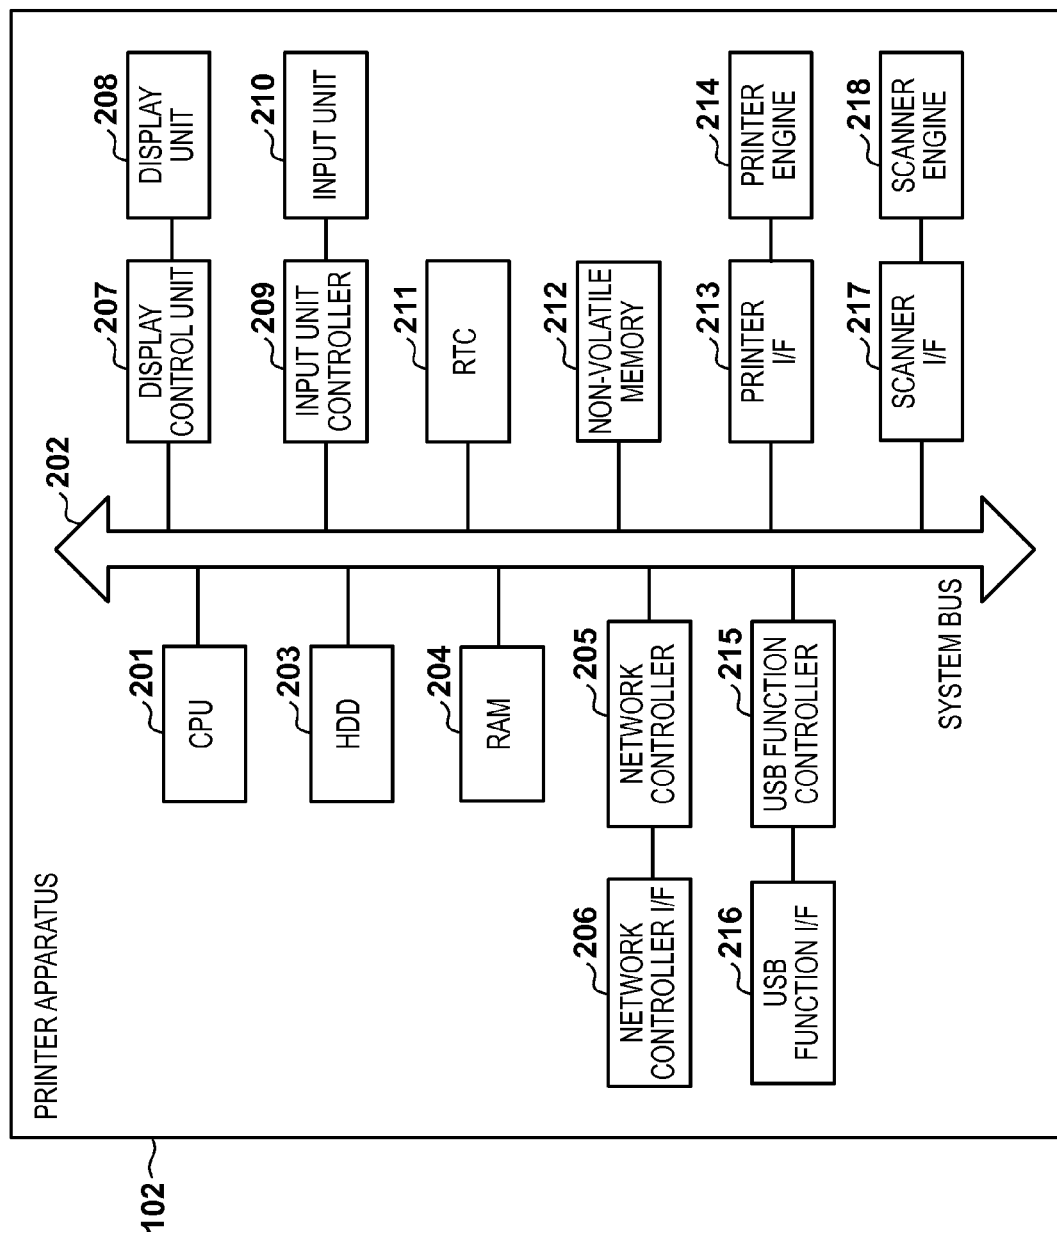 102
PRINTER APPARATUS
201
CPU
203
HDD
204
RAM
206
NETWORK
CONTROLLER I/F
205
NETWORK
CONTROLLER
216
USB
FUNCTION I/F
215
USB FUNCTION
CONTROLLER
SYSTEM BUS
202
207
DISPLAY
CONTROL UNIT
208
DISPLAY
UNIT
209
INPUT UNIT
CONTROLLER
210
INPUT UNIT
211
RTC
212
NON-VOLATILE
MEMORY
213
PRINTER
I/F
214
PRINTER
ENGINE
217
SCANNER
I/F
218
SCANNER
ENGINE